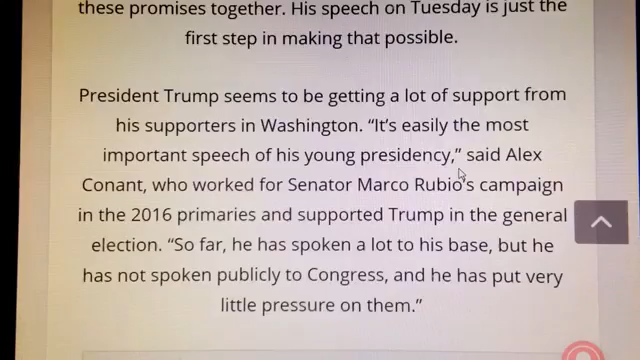 these promises together. His speech on Tuesday is just the
first step in making that possible.
President Trump seems to be getting a lot of support from
his supporters in Washington. “It’s easily the most
important speech of his young presidency,” said Alex
Conant, who worked for Senator Marco Rubio’s campaign
in the 2016 primaries and supported Trump in the general
election. “So far, he has spoken a lot to his base, but he
has not spoken publicly to Congress, and he has put very
little pressure on them.”